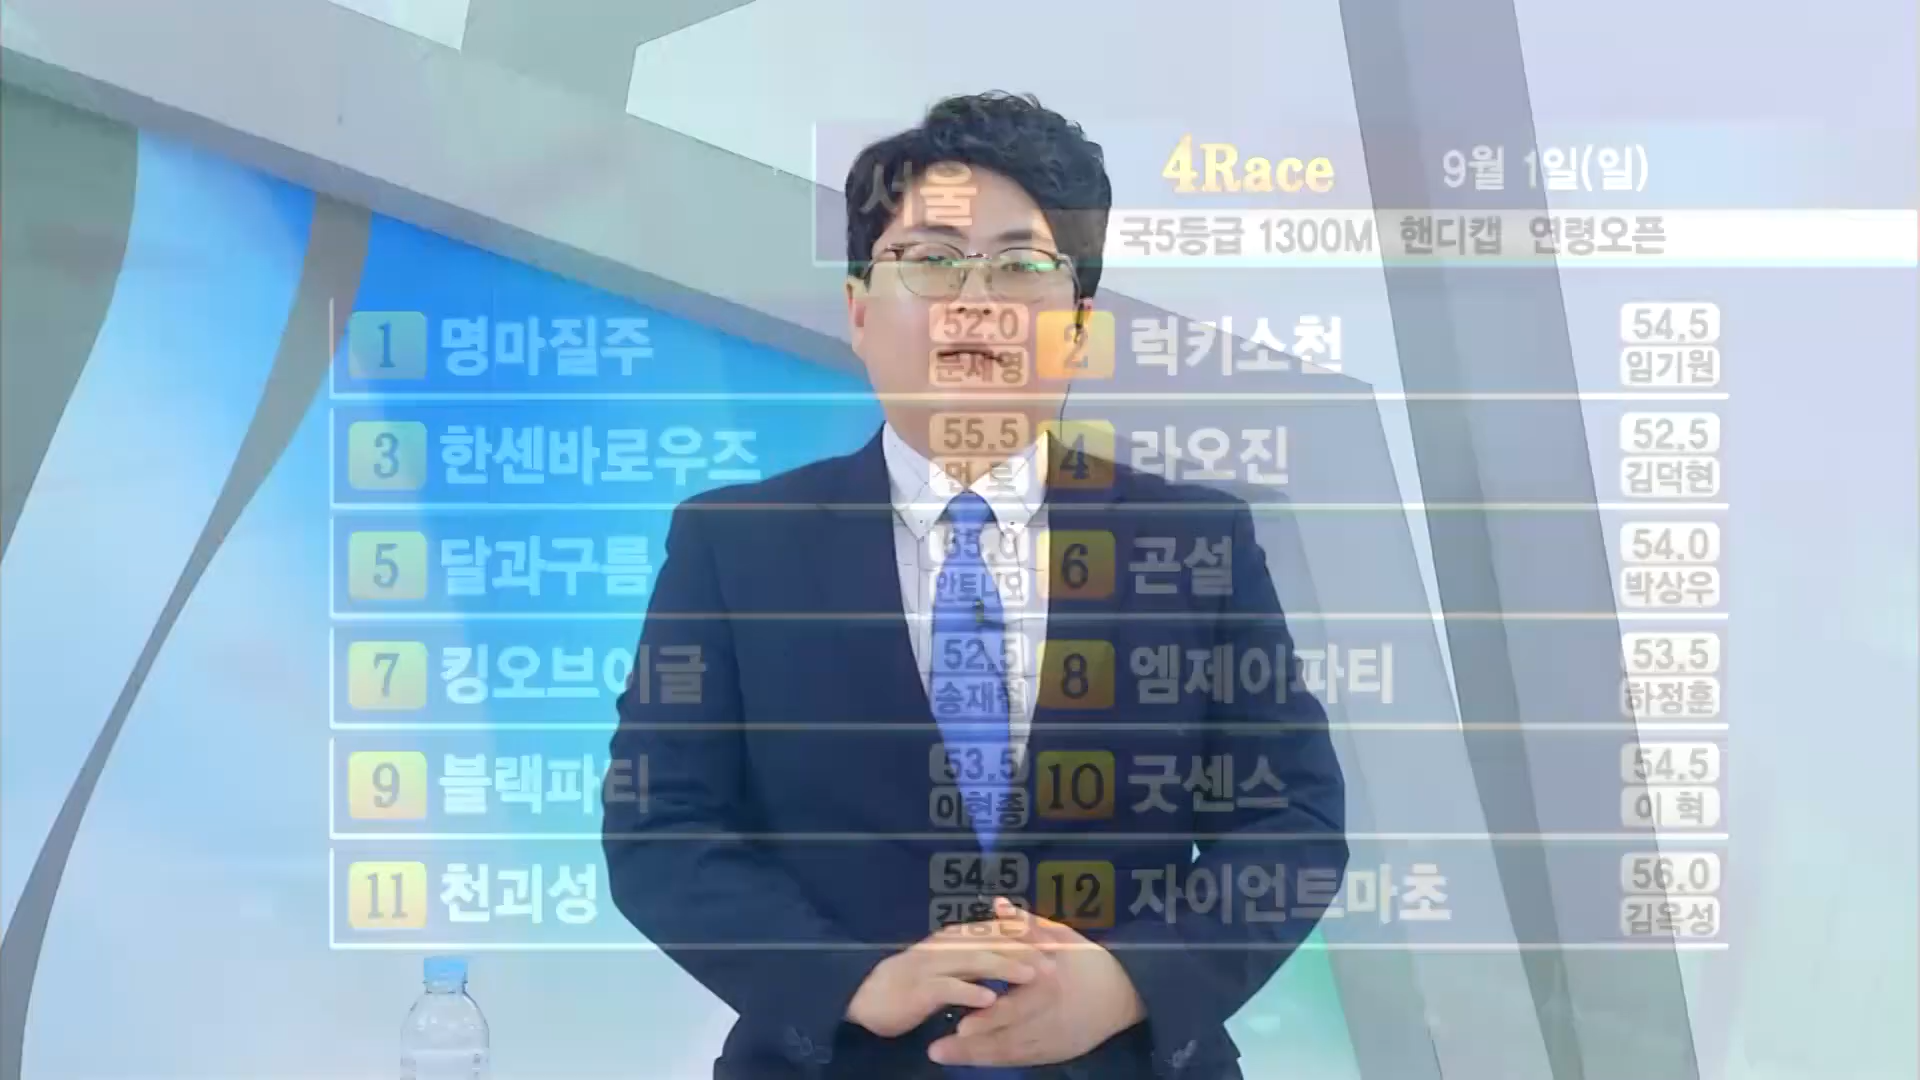 서울 4Race 9월 1일(일)
국5등급 1300M 핸디캡 연령오픈
1 명마질주 52.0 문세영 2 럭키소천 54.5 임기원
3 한센바로우즈 55.5 먼 로 4 라오진 52.5 김덕현
5 달과구름 55.0 안토니오 6 곤설 54.0 박상우
7 킹오브이글 52.5 송재철 8 엠제이파티 53.5 하정훈
9 블랙파티 53.5 이현종 10 굿센스 54.5 이 혁
11 천괴성 54.5 김용근 12 자이언트마초 56.0 김옥성